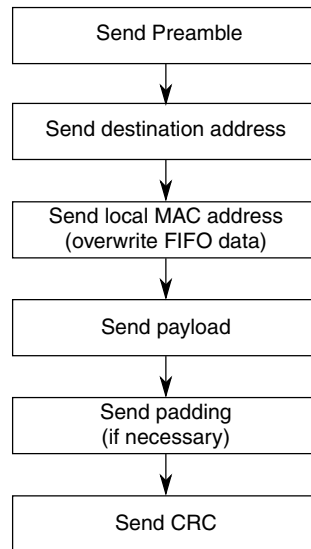 Send Preamble
Send destination address
Send local MAC address
(overwrite FIFO data)
Send payload
Send padding
(if necessary)
Send CRC